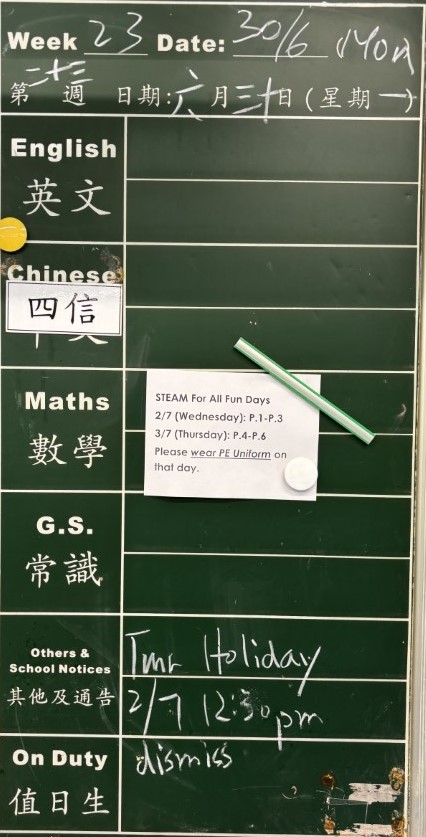 Week 23 Date: 30/6 Mon
第二十三週 日期:六月三十日(星期一)
English
英文
Chinese
四信
Maths
數學
STEAM For All Fun Days
2/7 (Wednesday): P.1-P.3
3/7 (Thursday): P.4-P.6
Please wear PE Uniform on
that day.
G.S.
常識
Others &
School Notices
其他及通告
Tmr Holiday
2/7 12:30pm
dismiss
On Duty
值日生